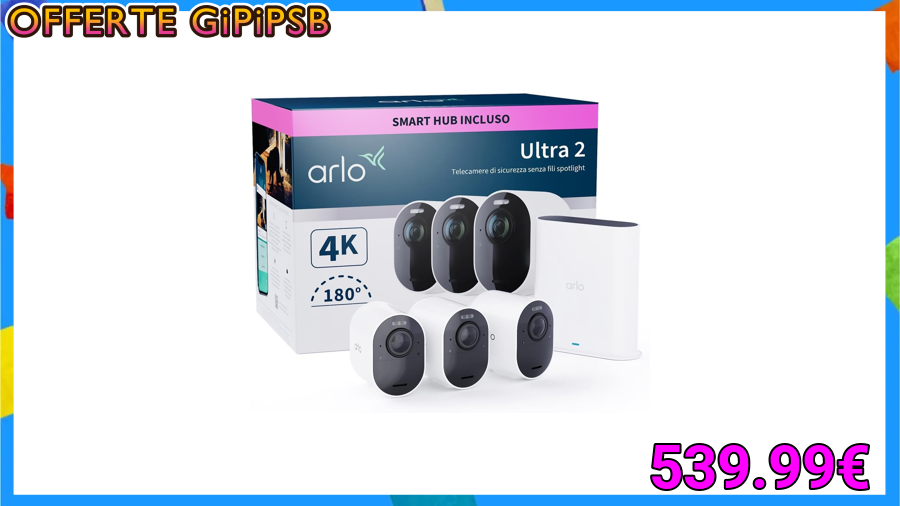 OFFERTE GiPiPSB
SMART HUB INCLUSO
arlo
Ultra 2
Telecamere di sicurezza senza fili spotlight
4K
180°
arlo
arlo
539.99€